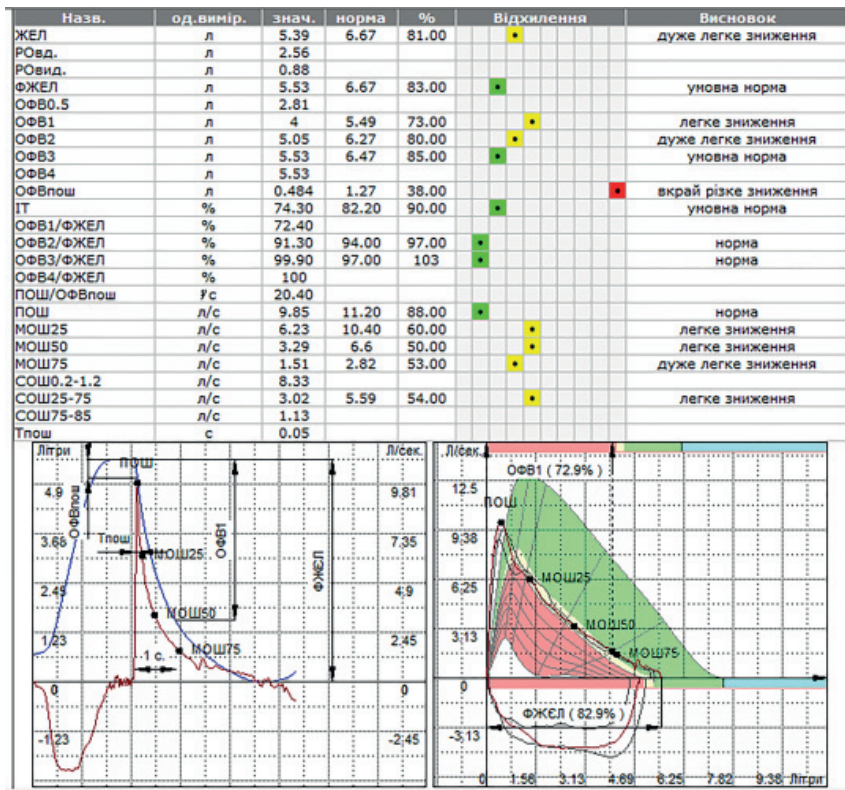 Назв. од.вимір. знач. норма % Відхилення Висновок
ЖЕЛ л 5.39 6.67 81.00 дуже легке зниження
РОвд. л 2.56
РОвид. л 0.88
ФЖЕЛ л 5.53 6.67 83.00 умовна норма
ОФВ0.5 л 2.81
ОФВ1 л 4 5.49 73.00 легке зниження
ОФВ2 л 5.05 6.27 80.00 дуже легке зниження
ОФВ3 л 5.53 6.47 85.00 умовна норма
ОФВ4 л 5.53
ОФВпош л 0.484 1.27 38.00 вкрай різке зниження
ІТ % 74.30 82.20 90.00 умовна норма
ОФВ1/ФЖЕЛ % 72.40
ОФВ2/ФЖЕЛ % 91.30 94.00 97.00 норма
ОФВ3/ФЖЕЛ % 99.90 97.00 103 норма
ОФВ4/ФЖЕЛ % 100
ПОШ/ОФВпош 20.40
ПОШ л/с 9.85 11.20 88.00 норма
МОШ25 л/с 6.23 10.40 60.00 легке зниження
МОШ50 л/с 3.29 6.6 50.00 легке зниження
МОШ75 л/с 1.51 2.82 53.00 дуже легке зниження
СОШ0.2-1.2 л/с 8.33
СОШ25-75 л/с 3.02 5.59 54.00 легке зниження
СОШ75-85 л/с 1.13
Тпош с 0.05
Літри
Л/сек.
ПОШ
4.9
9.81
ОФВпош
3.68
Тпош
МОШ25
ОФВ1
7.35
2.45
ФЖЄЛ
4.9
МОШ50
1.23
МОШ75
2.45
1 с.
0
0
-1.23
-2.45
Л/сек.
ОФВ1 ( 72.9% )
12.5
ПОШ
9.38
МОШ25
6.25
МОШ50
3.13
МОШ75
0
ФЖЄЛ ( 82.9% )
-3.13
0 1.56 3.13 4.69 6.25 7.82 9.38 Літри